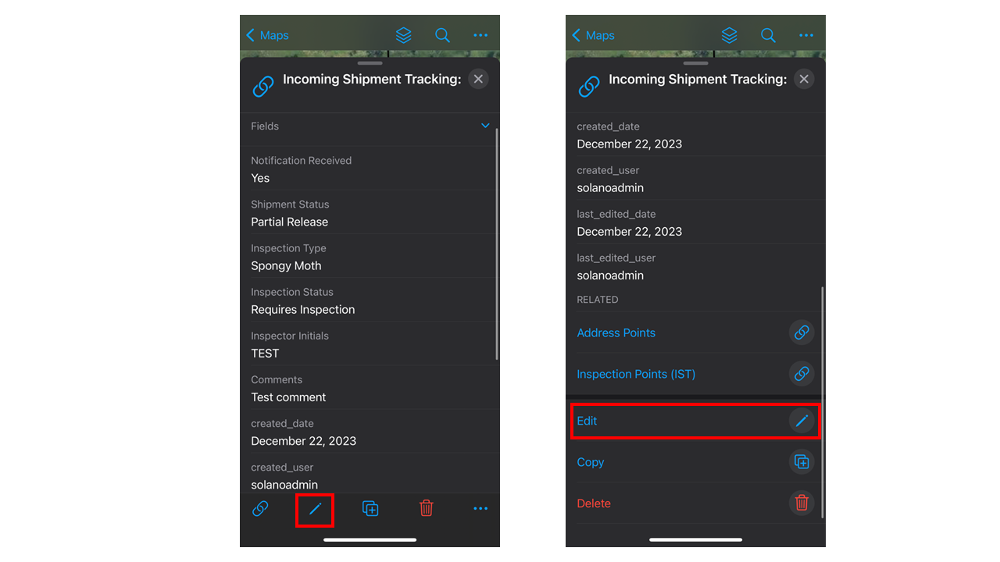 Maps
Incoming Shipment Tracking:
Fields
Notification Received
Yes
Shipment Status
Partial Release
Inspection Type
Spongy Moth
Inspection Status
Requires Inspection
Inspector Initials
TEST
Comments
Test comment
created_date
December 22, 2023
created_user
solanoadmin
Maps
Incoming Shipment Tracking:
created_date
December 22, 2023
created_user
solanoadmin
last_edited_date
December 22, 2023
last_edited_user
solanoadmin
RELATED
Address Points
Inspection Points (IST)
Edit
Copy
Delete